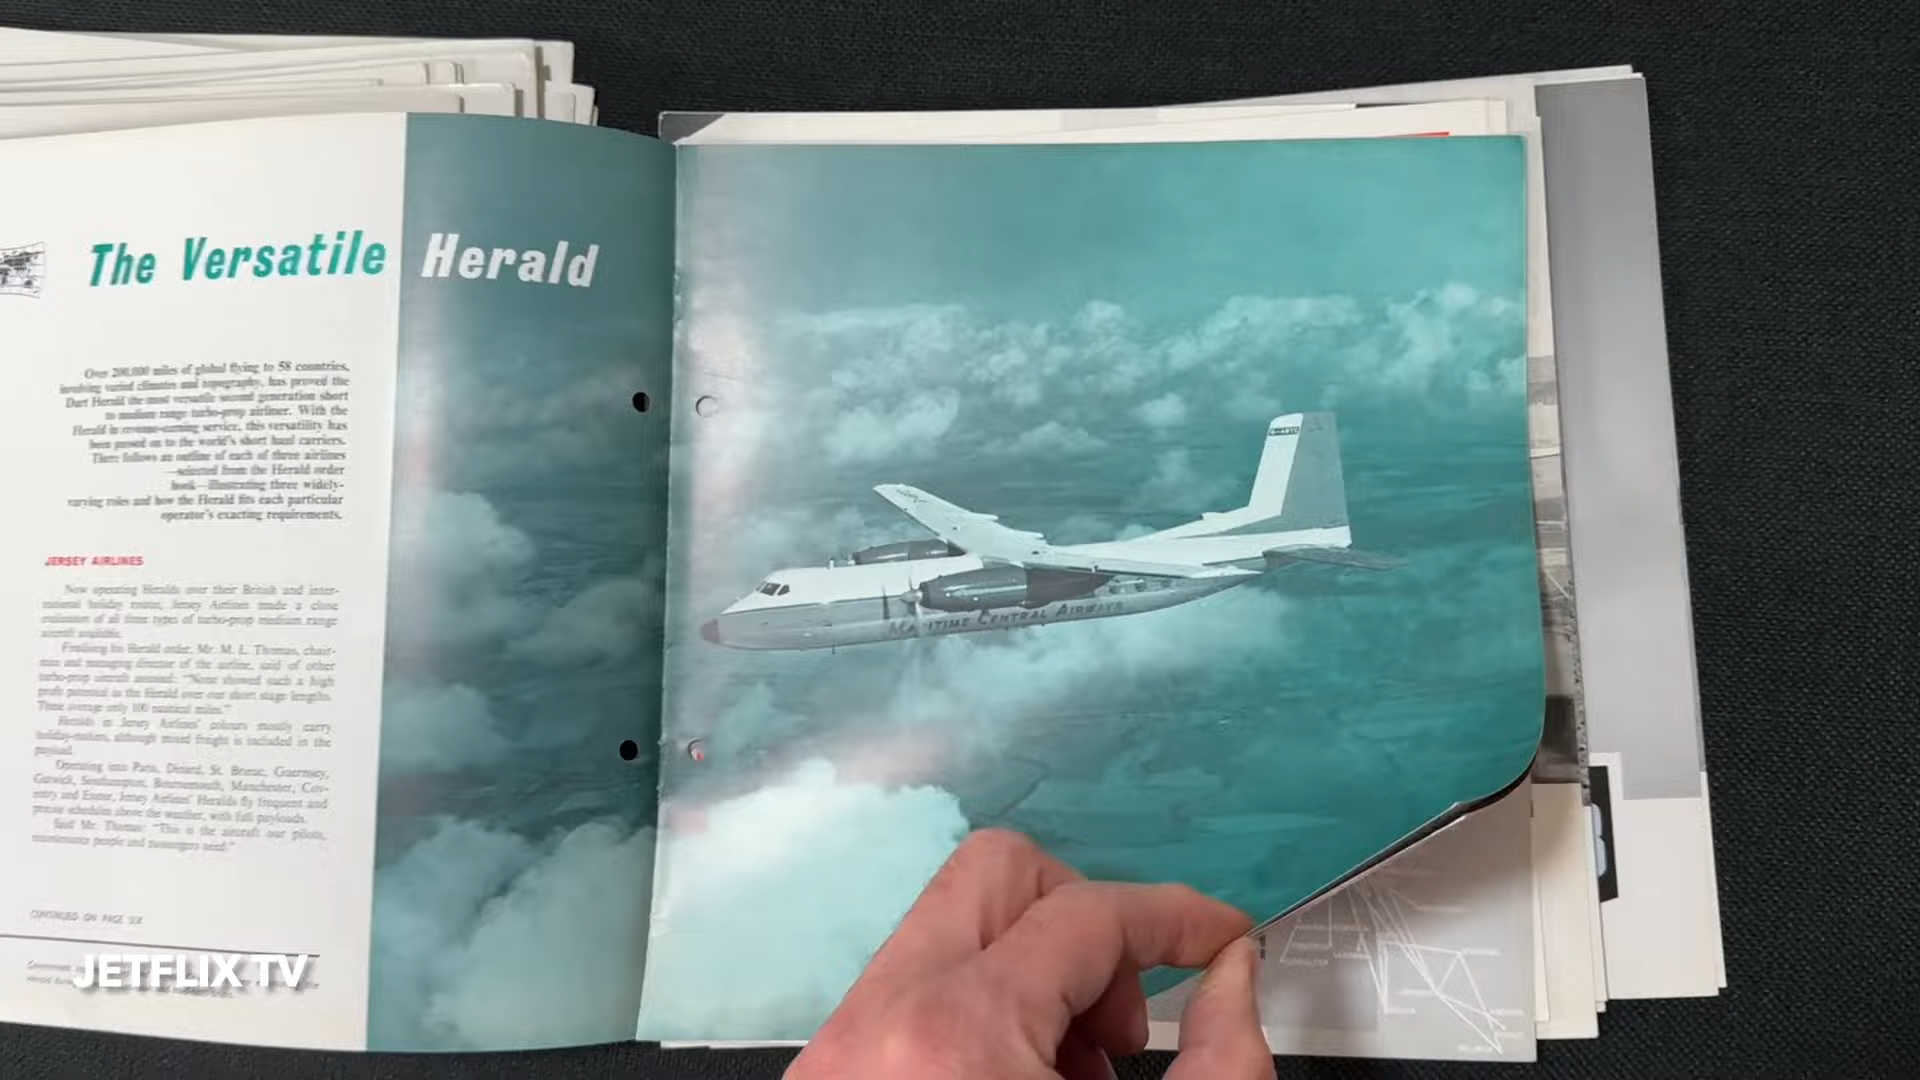 The Versatile Herald
Over 200,000 miles of global flying to 58 countries,
involving varied climates and topography, has proved the
Dart Herald the most versatile second generation short
to medium range turbo-prop airliner. With the
Herald in revenue-earning service, this versatility has
been passed on to the world's short haul carriers.
There follows an outline of each of three airlines
—selected from the Herald order
book—illustrating three widely-
varying roles and how the Herald fits each particular
operator's exacting requirements.
JERSEY AIRLINES
Now operating Heralds over their British and inter-
national holiday routes, Jersey Airlines made a close
evaluation of all three types of turbo-prop medium range
aircraft available.
Finalising his Herald order, Mr. M. L. Thomas, chair-
man and managing director of the airline, said of other
turbo-prop aircraft assessed: "None showed such a high
profit potential as the Herald over our short stage lengths.
These average only 100 nautical miles."
Heralds in Jersey Airlines' colours mostly carry
holiday-makers, although mixed freight is included in the
payload.
Operating into Paris, Dinard, St. Brieuc, Guernsey,
Gatwick, Southampton, Bournemouth, Manchester, Cov-
entry and Exeter, Jersey Airlines' Heralds fly frequent and
precise schedules above the weather, with full payloads.
Said Mr. Thomas: "This is the aircraft our pilots,
maintenance people and passengers need."
CONTINUED ON PAGE SIX
JETFLIX TV
MARITIME CENTRAL AIRWAYS